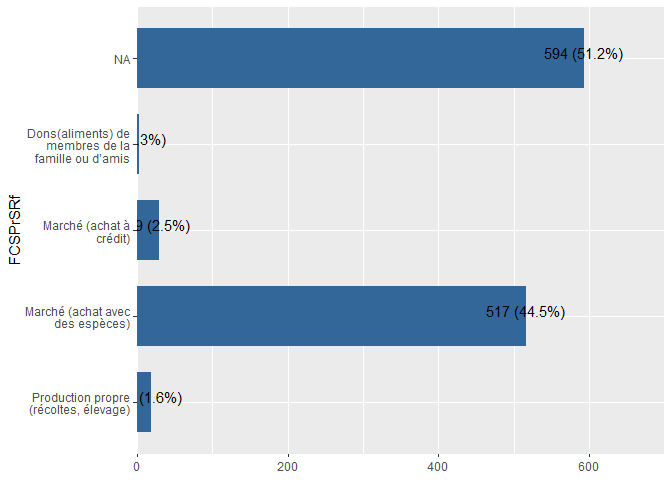 NA
594 (51.2%)
Dons(aliments) de
membres de la
famille ou d'amis
3%)
Marché (achat à
crédit)
9 (2.5%)
Marché (achat avec
des espèces)
517 (44.5%)
Production propre
(récoltes, élevage)
(1.6%)
FCSPrSRf
0
200
400
600